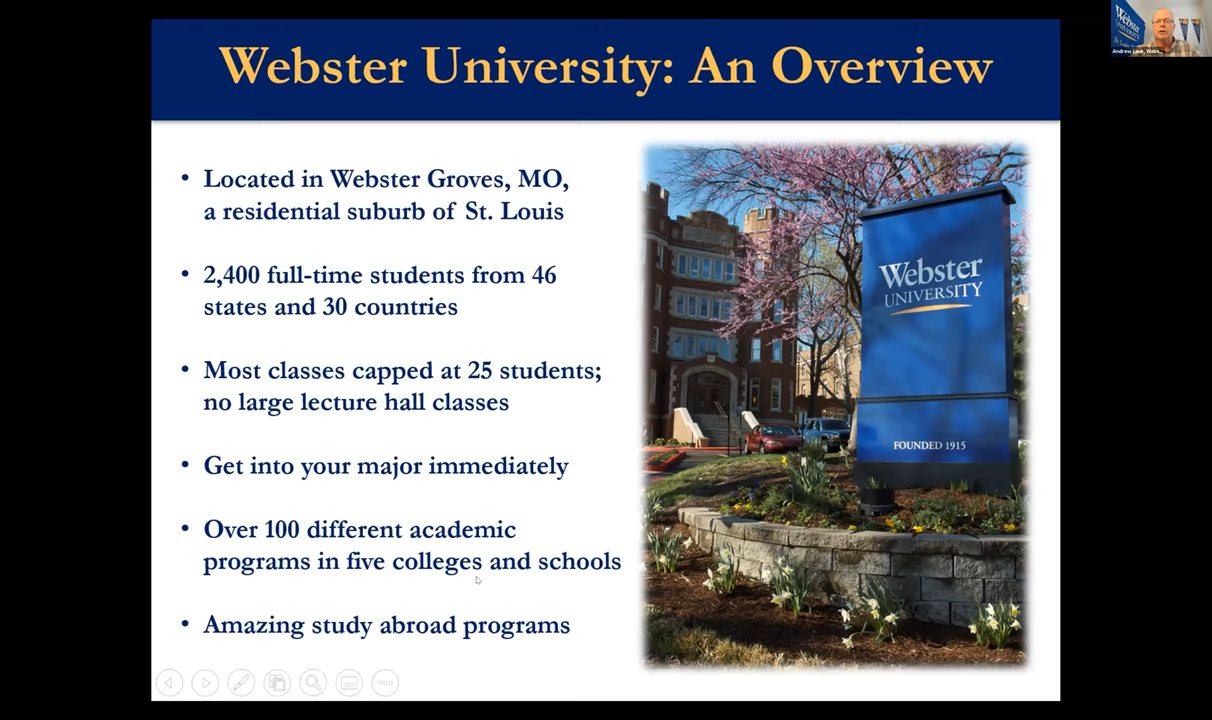 Webster University: An Overview
• Located in Webster Groves, MO,
a residential suburb of St. Louis
• 2,400 full-time students from 46
states and 30 countries
• Most classes capped at 25 students;
no large lecture hall classes
• Get into your major immediately
• Over 100 different academic
programs in five colleges and schools
• Amazing study abroad programs
Webster
UNIVERSITY
FOUNDED 1915
Webster
UNIVERSITY
Andrew